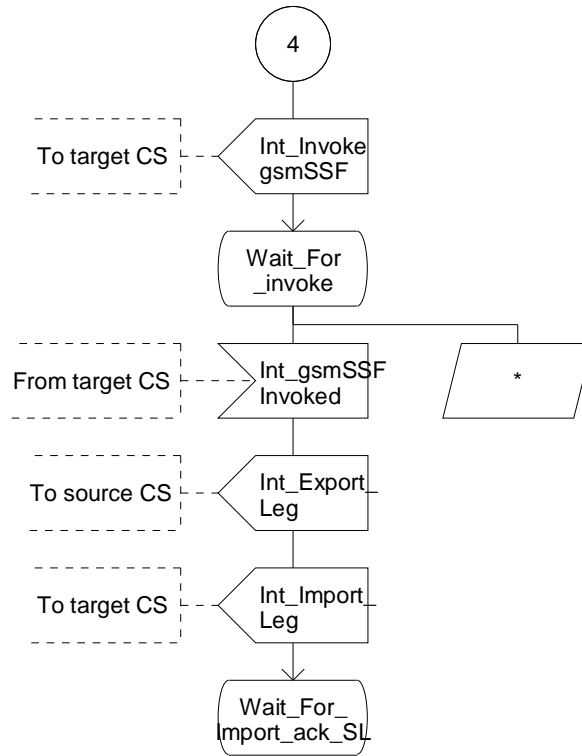 4
To target CS
Int_Invoke
gsmSSF
Wait_For
_invoke
From target CS
Int_gsmSSF
Invoked
*
To source CS
Int_Export_
Leg
To target CS
Int_Import_
Leg
Wait_For_
Import_ack_SL